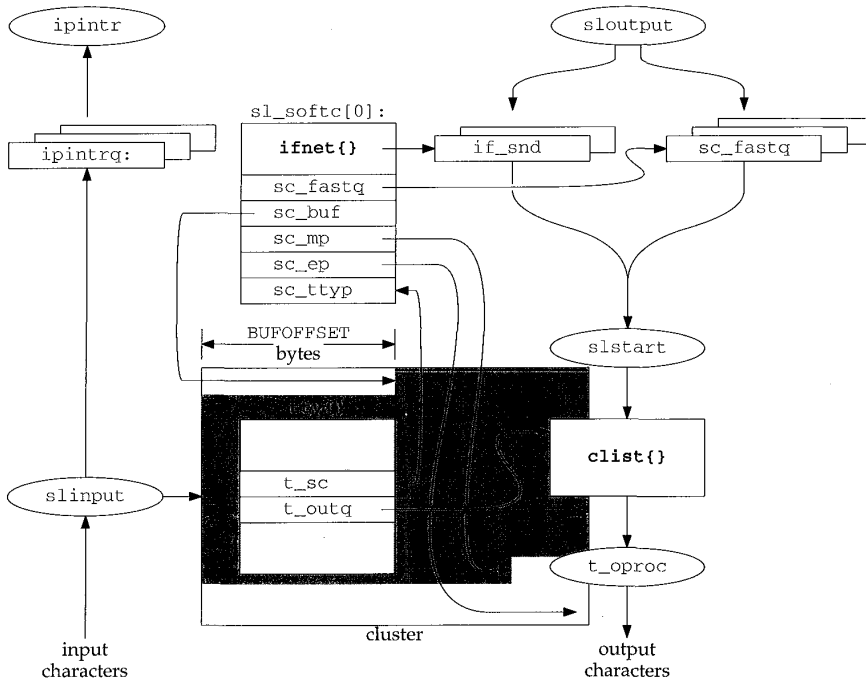 ipintr
sloutput
sl_softc[0]:
ifnet{}
ipintrq:
if_snd
sc_fastq
sc_fastq
sc_buf
sc_mp
sc_ep
sc_ttyp
BUFOFFSET
bytes
slstart
clist{}
t_sc
slinput
t_outq
t_oproc
cluster
input
characters
output
characters